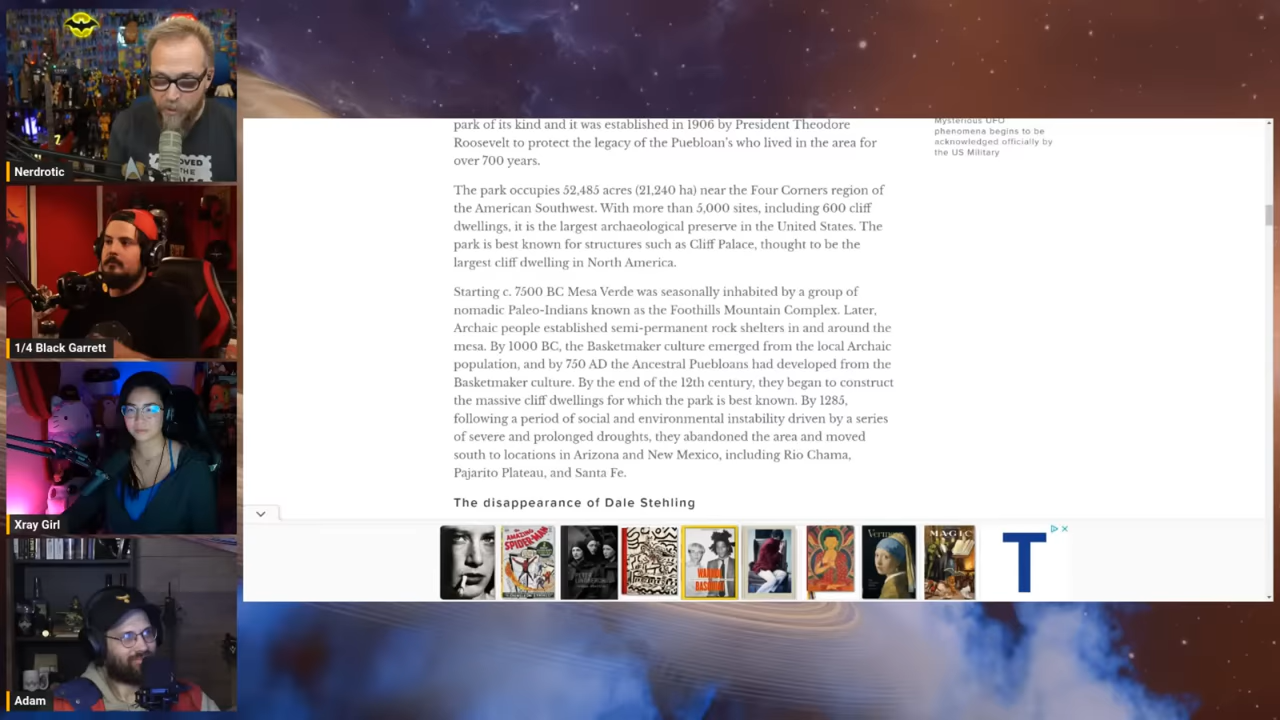 Nerdrotic
1/4 Black Garrett
Xray Girl
Adam
park of its kind and it was established in 1906 by President Theodore
Roosevelt to protect the legacy of the Puebloan's who lived in the area for
over 700 years.
The park occupies 52,485 acres (21,240 ha) near the Four Corners region of
the American Southwest. With more than 5,000 sites, including 600 cliff
dwellings, it is the largest archaeological preserve in the United States. The
park is best known for structures such as Cliff Palace, thought to be the
largest cliff dwelling in North America.
Starting c. 7500 BC Mesa Verde was seasonally inhabited by a group of
nomadic Paleo-Indians known as the Foothills Mountain Complex. Later,
Archaic people established semi-permanent rock shelters in and around the
mesa. By 1000 BC, the Basketmaker culture emerged from the local Archaic
population, and by 750 AD the Ancestral Puebloans had developed from the
Basketmaker culture. By the end of the 12th century, they began to construct
the massive cliff dwellings for which the park is best known. By 1285,
following a period of social and environmental instability driven by a series
of severe and prolonged droughts, they abandoned the area and moved
south to locations in Arizona and New Mexico, including Rio Chama,
Pajarito Plateau, and Santa Fe.
The disappearance of Dale Stehling
Mysterious UFO
phenomena begins to be
acknowledged officially by
the US Military
SPIDER-MAN
MAGIC
T